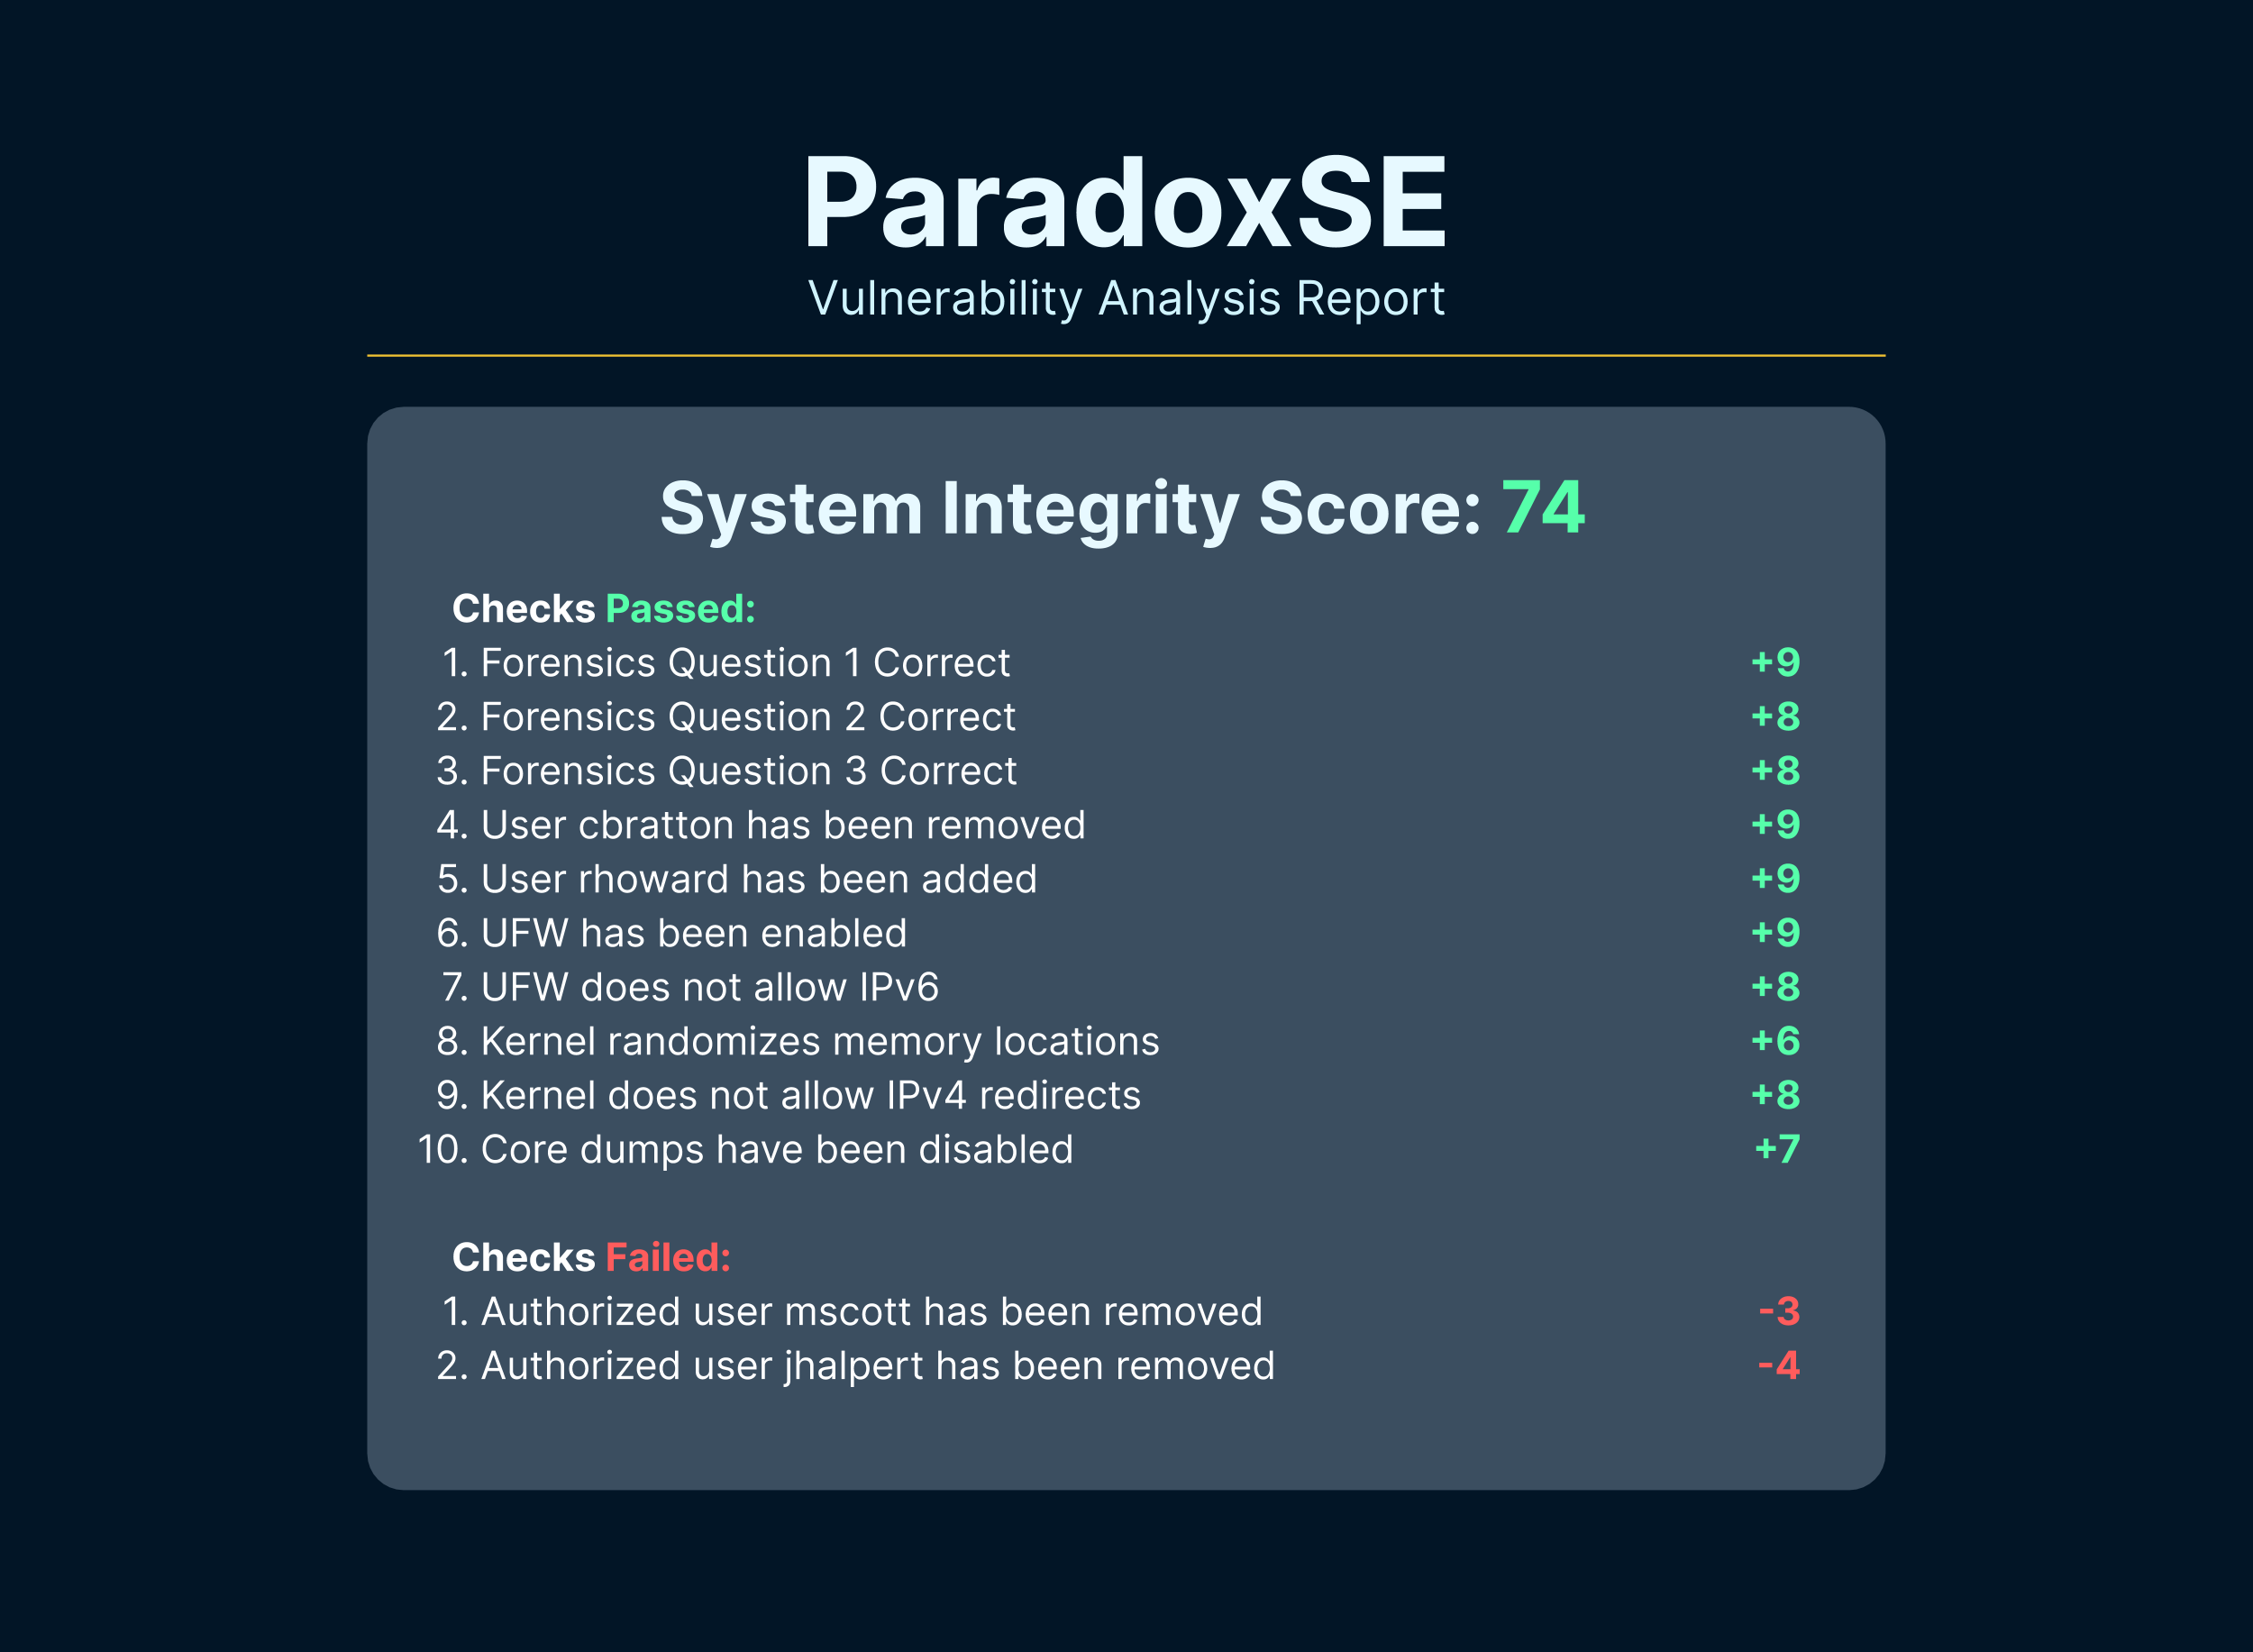 ParadoxSE
Vulnerability Analysis Report
System Integrity Score: 74
Checks Passed:
1. Forensics Question 1 Correct +9
2. Forensics Question 2 Correct +8
3. Forensics Question 3 Correct +8
4. User cbratton has been removed +9
5. User rhoward has been added +9
6. UFW has been enabled +9
7. UFW does not allow IPv6 +8
8. Kernel randomizes memory locations +6
9. Kernel does not allow IPv4 redirects +8
10. Core dumps have been disabled +7
Checks Failed:
1. Authorized user mscott has been removed -3
2. Authorized user jhalpert has been removed -4